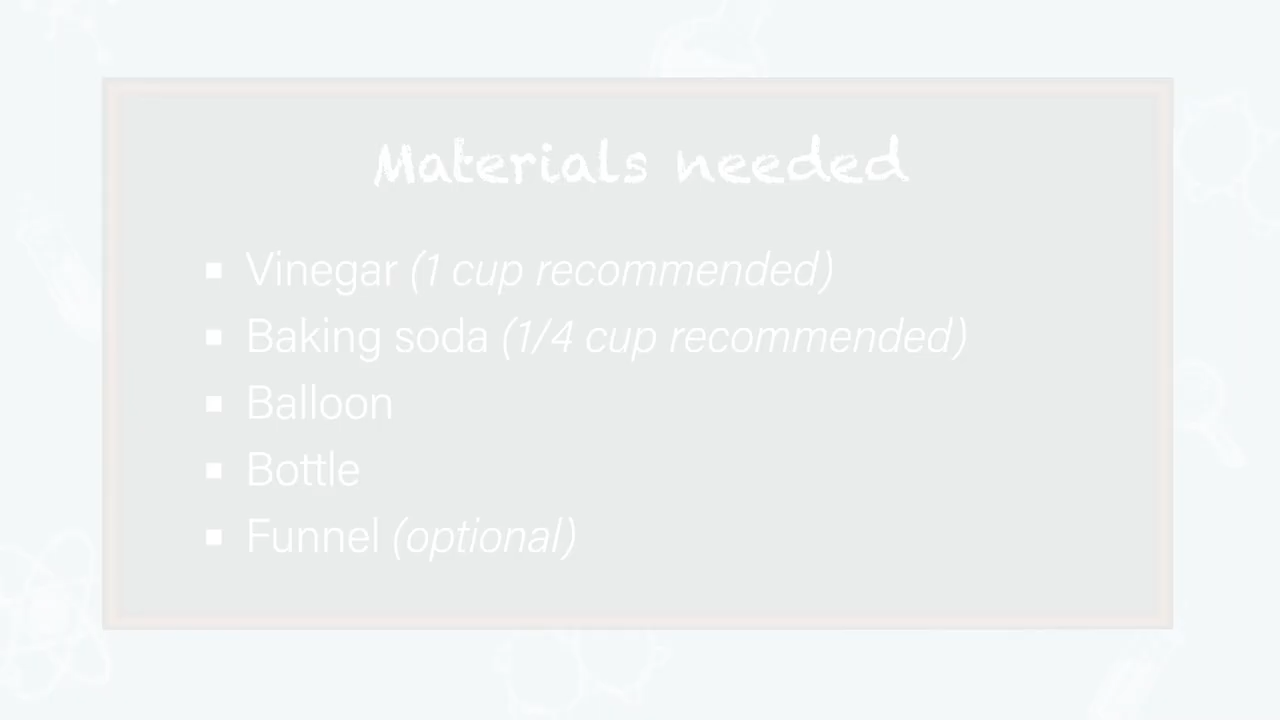 Materials needed
▪ Vinegar (1 cup recommended)
▪ Baking soda (1/4 cup recommended)
▪ Balloon
▪ Bottle
▪ Funnel (optional)